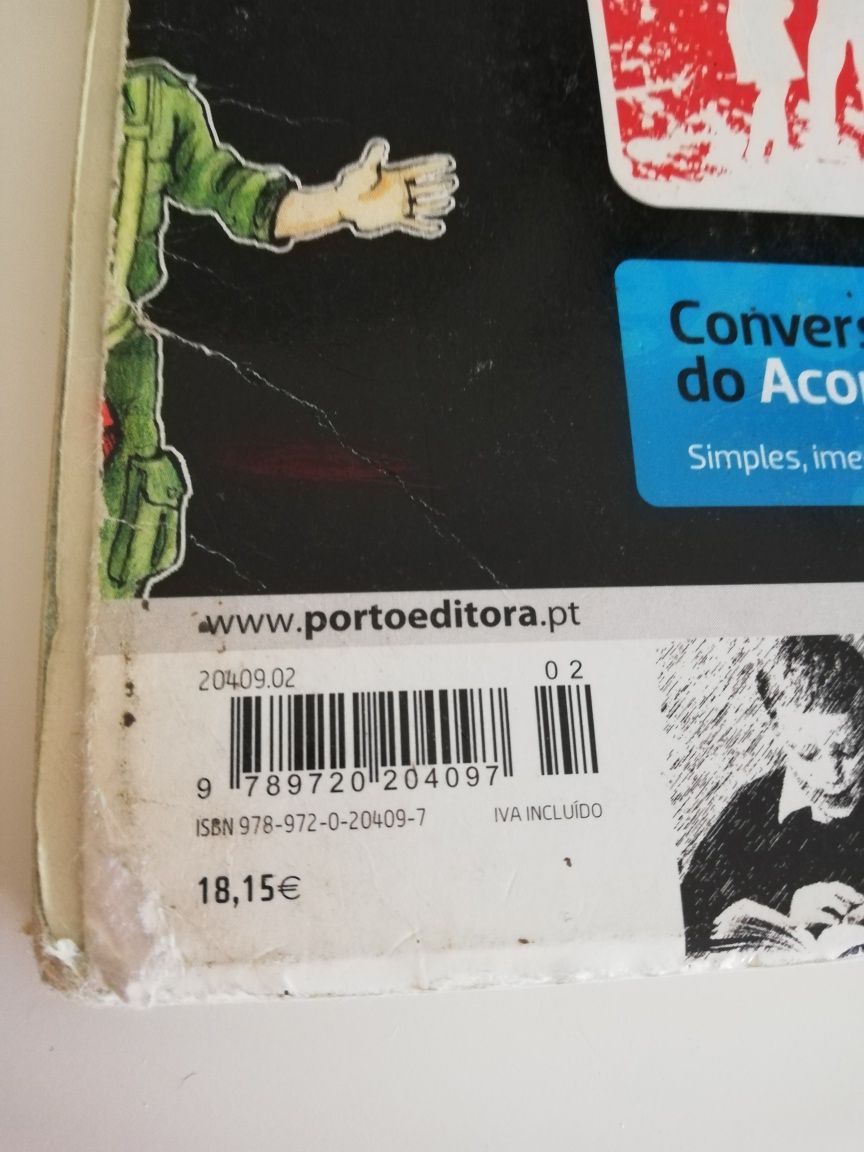 Convers
do Acor
Simples, ime
www.portoeditora.pt
20409.02
02
9 789720 204097
ISBN 978-972-0-20409-7
IVA INCLUÍDO
18,15€